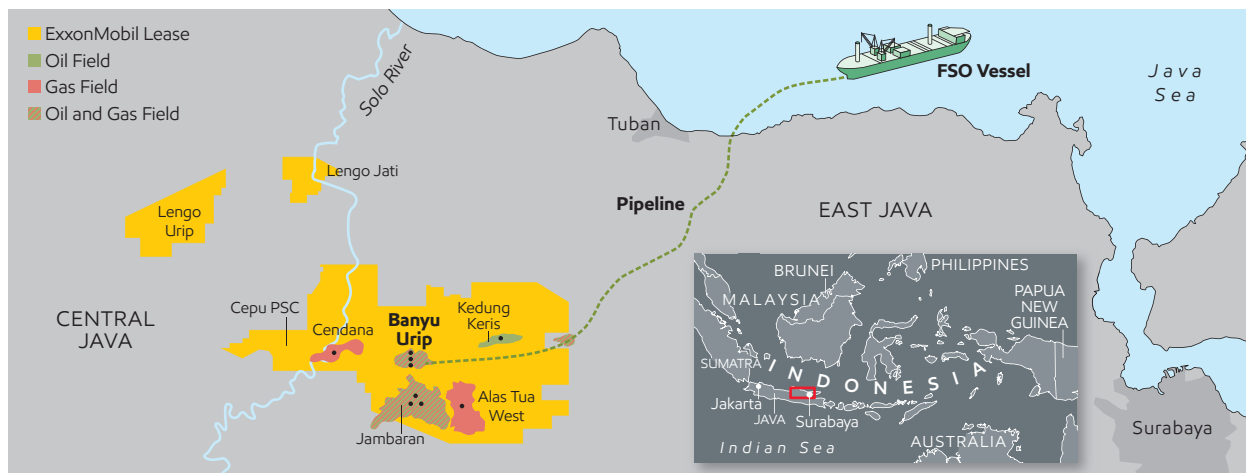 ExxonMobil Lease
Oil Field
Gas Field
Oil and Gas Field
Solo River
FSO Vessel
Java
Sea
Tuban
Lengo Jati
Lengo
Urip
Pipeline
EAST JAVA
CENTRAL
JAVA
Cepu PSC
Cendana
Banyu
Urip
Kedung
Keris
Jambaran
Alas Tua
West
BRUNEI
PHILIPPINES
MALAYSIA
PAPUA
NEW
GUINEA
SUMATRA
INDONESIA
Jakarta
JAVA
Surabaya
Indian Sea
AUSTRALIA
Surabaya